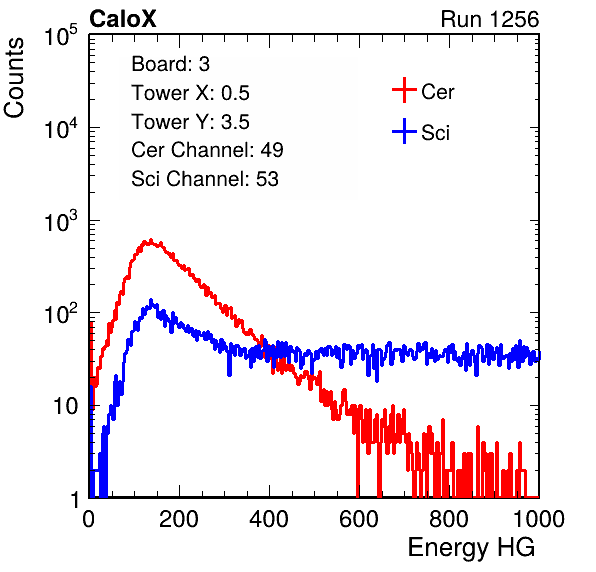 CaloX Run 1256
Counts
Board: 3
Tower X: 0.5
Tower Y: 3.5
Cer Channel: 49
Sci Channel: 53
Cer
Sci
10^5
10^4
10^3
10^2
10
1
0 200 400 600 800 1000
Energy HG